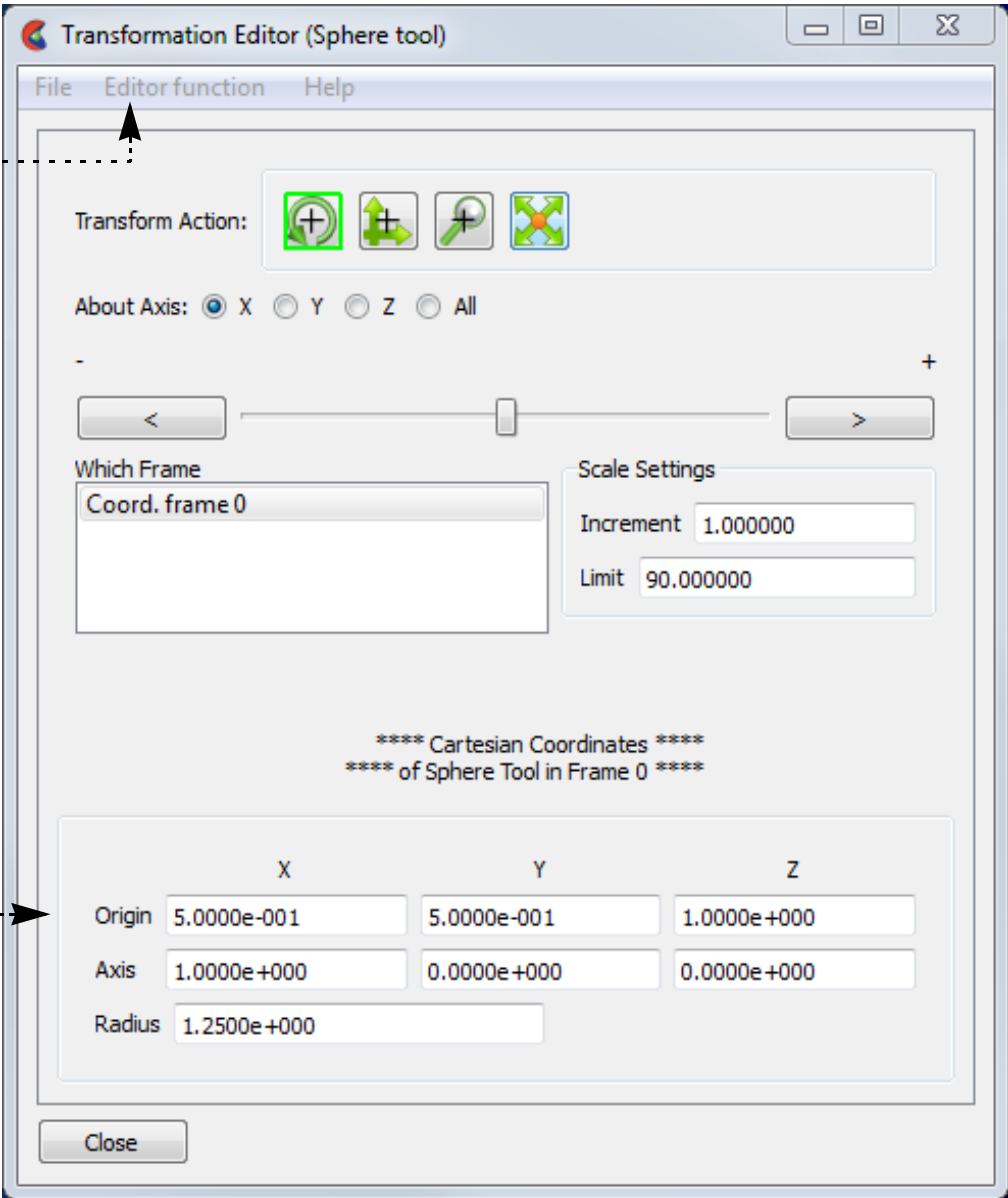 Transformation Editor (Sphere tool)
File Editor function Help
Transform Action:
About Axis: X Y Z All
- +
< >
Which Frame Scale Settings
Coord. frame 0
Increment 1.000000
Limit 90.000000
**** Cartesian Coordinates ****
**** of Sphere Tool in Frame 0 ****
X Y Z
Origin 5.0000e-001 5.0000e-001 1.0000e+000
Axis 1.0000e+000 0.0000e+000 0.0000e+000
Radius 1.2500e+000
Close